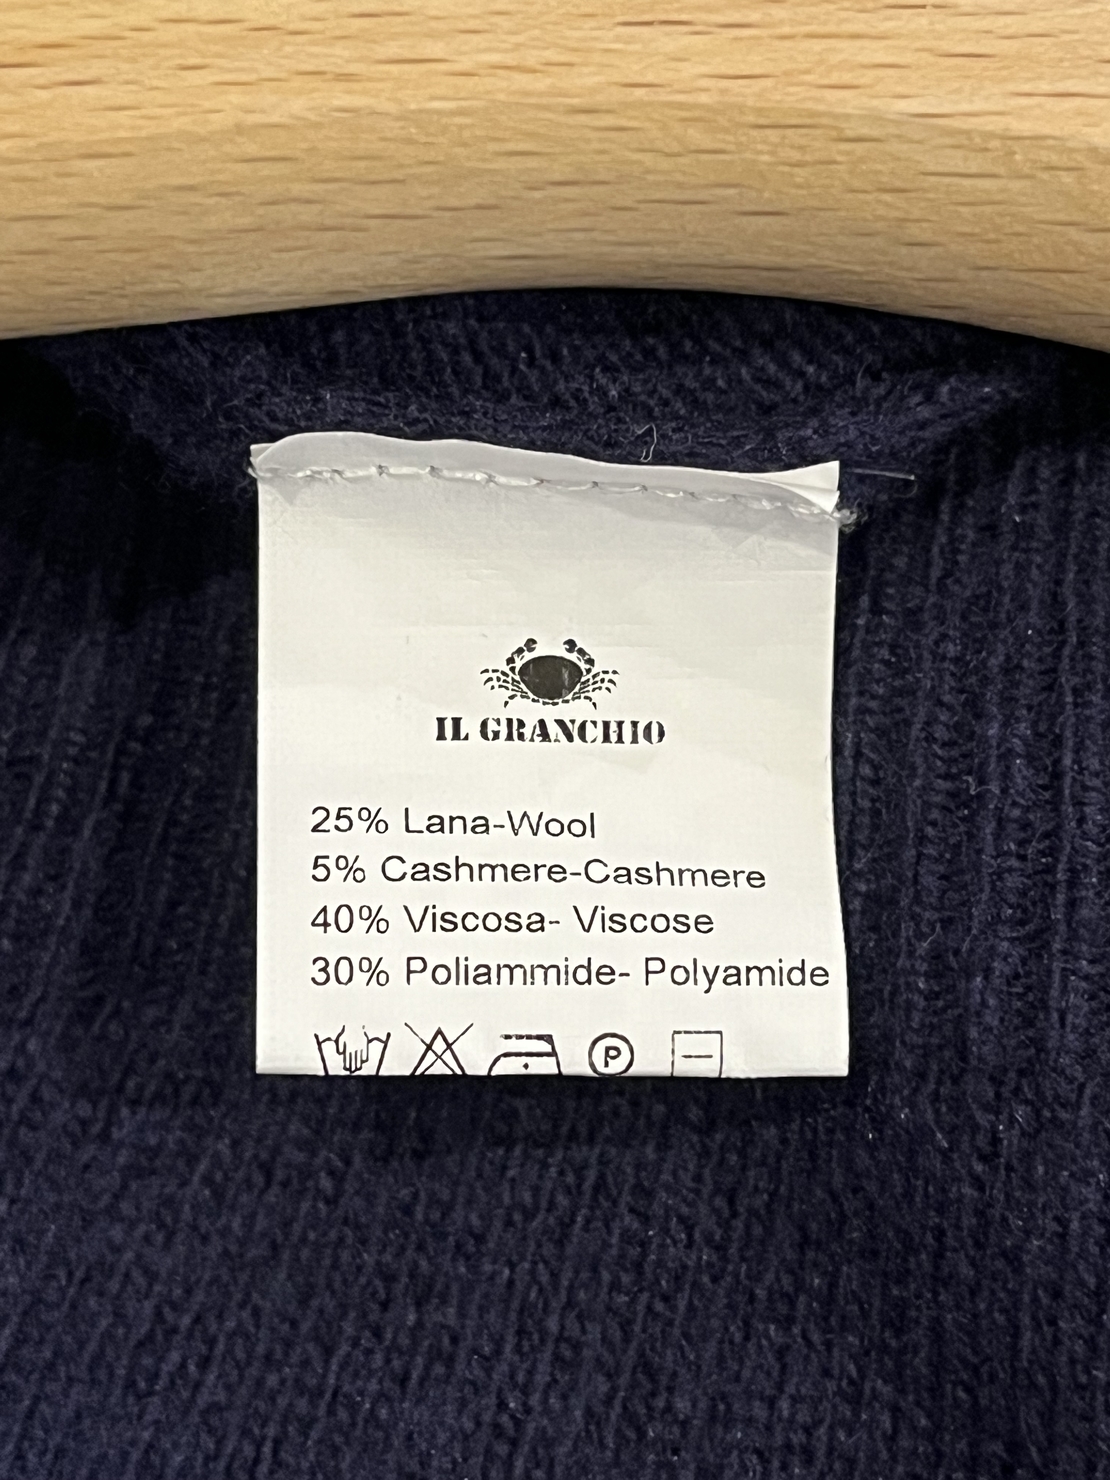 IL GRANCHIO
25% Lana-Wool
5% Cashmere-Cashmere
40% Viscosa- Viscose
30% Poliammide- Polyamide
P